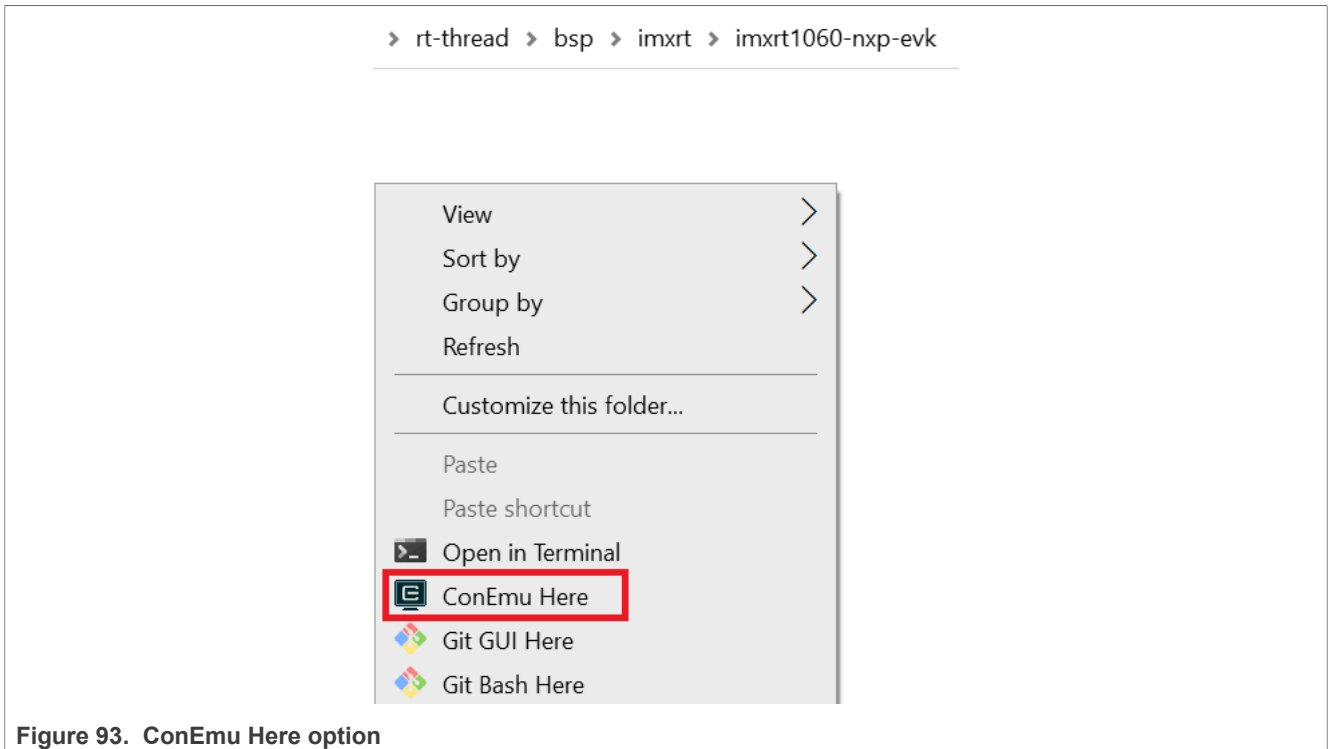 > rt-thread > bsp > imxrt > imxrt1060-nxp-evk
View
Sort by
Group by
Refresh
Customize this folder...
Paste
Paste shortcut
Open in Terminal
ConEmu Here
Git GUI Here
Git Bash Here
Figure 93. ConEmu Here option